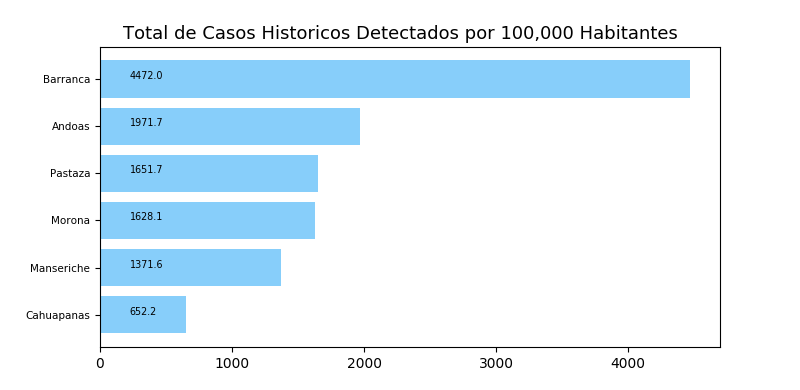 Total de Casos Historicos Detectados por 100,000 Habitantes
Barranca 4472.0
Andoas 1971.7
Pastaza 1651.7
Morona 1628.1
Manseriche 1371.6
Cahuapanas 652.2
0 1000 2000 3000 4000